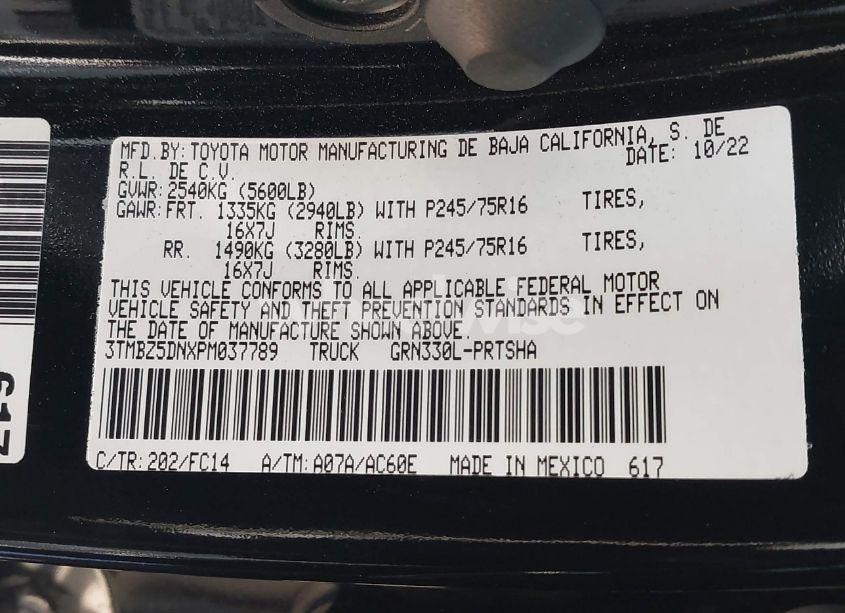 MFD.BY:TOYOTA MOTOR MANUFACTURING DE BAJA CALIFORNIA, S. DE
R.L. DE C.V. DATE: 10/22
GVWR:2540KG (5600LB)
GAWR:FRT. 1335KG (2940LB) WITH P245/75R16 TIRES,
16X7J RIMS.
RR. 1490KG (3280LB) WITH P245/75R16 TIRES,
16X7J RIMS.
THIS VEHICLE CONFORMS TO ALL APPLICABLE FEDERAL MOTOR
VEHICLE SAFETY AND THEFT PREVENTION STANDARDS IN EFFECT ON
THE DATE OF MANUFACTURE SHOWN ABOVE.
3TMBZ5DNXPM037789 TRUCK GRN330L-PRTSHA
C/TR:202/FC14 A/TM:A07A/AC60E MADE IN MEXICO 617
617